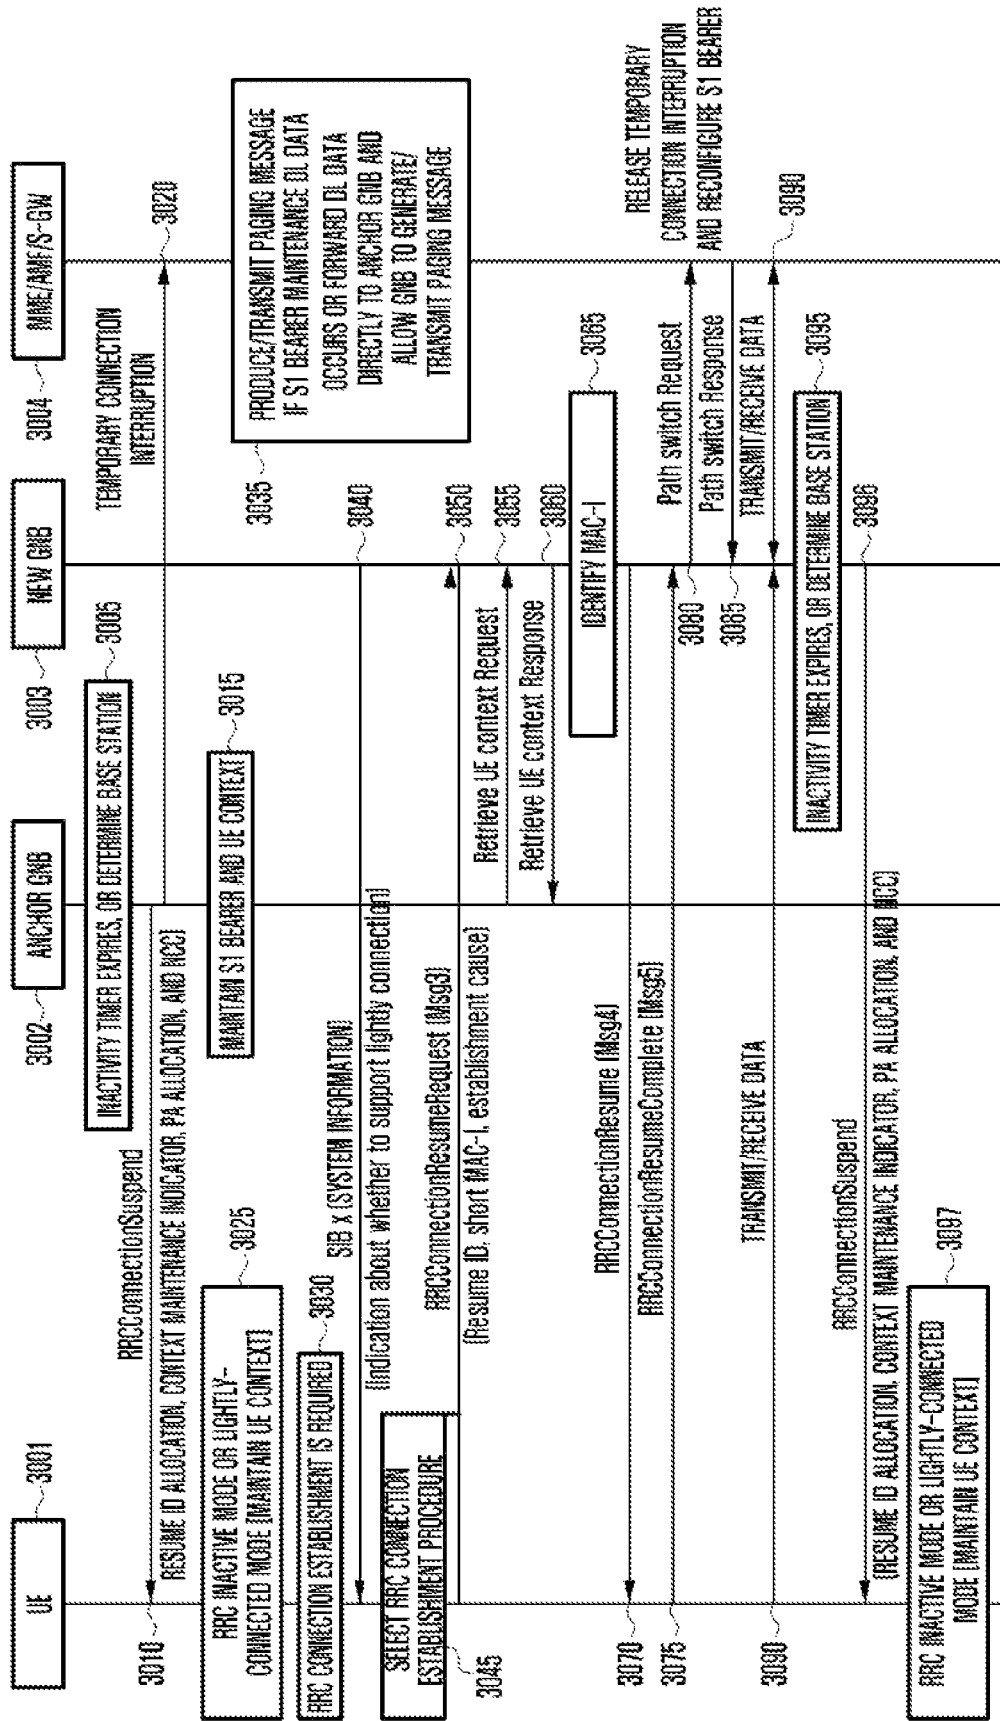 UE
3001
ANCHOR GNB
3002
NEW GNB
3003
MME/AMF/S-GW
3004
INACTIVITY TIMER EXPIRES, OR DETERMINE BASE STATION
3005
RRCConnectionSuspend
3010
RESUME ID ALLOCATION, CONTEXT MAINTENANCE INDICATOR, PA ALLOCATION, AND NCC]
TEMPORARY CONNECTION
INTERRUPTION
3020
MAINTAIN S1 BEARER AND UE CONTEXT
3015
RRC INACTIVE MODE OR LIGHTLY-
CONNECTED MODE [MAINTAIN UE CONTEXT]
3025
PRODUCE/TRANSMIT PAGING MESSAGE
IF S1 BEARER MAINTENANCE DL DATA
OCCURS OR FORWARD DL DATA
DIRECTLY TO ANCHOR GNB AND
ALLOW GNB TO GENERATE/
TRANSMIT PAGING MESSAGE
3035
RRC CONNECTION ESTABLISHMENT IS REQUIRED
3030
SIB x (SYSTEM INFORMATION)
[Indication about whether to support lightly connection]
3040
SELECT RRC CONNECTION
ESTABLISHMENT PROCEDURE
3045
RRCConnectionResumeRequest [Msg3]
[Resume ID, short MAC-I, establishment cause]
3050
Retrieve UE context Request
3055
Retrieve UE context Response
3060
IDENTIFY MAC-I
3065
RRCConnectionResume [Msg4]
3070
RRCConnectionResumeComplete [Msg5]
3075
Path switch Request
3080
Path switch Response
3085
RELEASE TEMPORARY
CONNECTION INTERRUPTION
AND RECONFIGURE S1 BEARER
TRANSMIT/RECEIVE DATA
3090
TRANSMIT/RECEIVE DATA
3090
INACTIVITY TIMER EXPIRES, OR DETERMINE BASE STATION
3095
RRCConnectionSuspend
[RESUME ID ALLOCATION, CONTEXT MAINTENANCE INDICATOR, PA ALLOCATION, AND NCC]
3096
RRC INACTIVE MODE OR LIGHTLY-CONNECTED
MODE [MAINTAIN UE CONTEXT]
3097